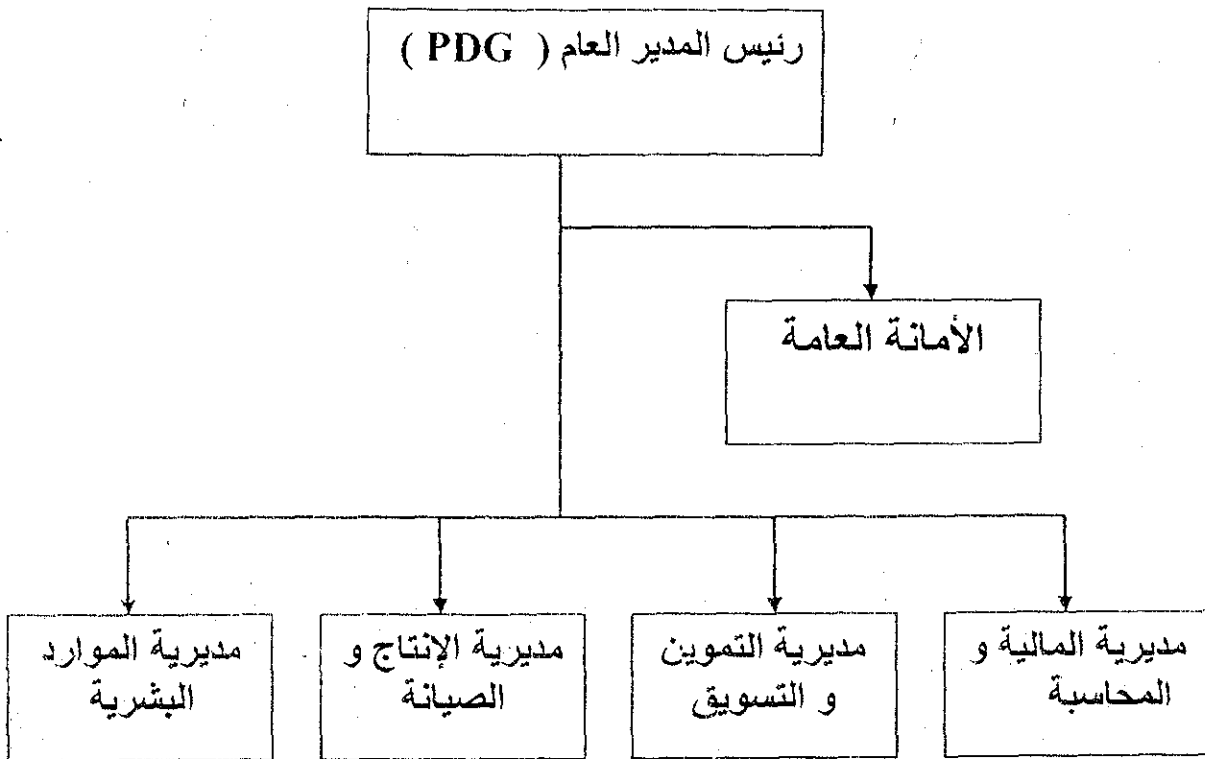 رئيس المدير العام ( PDG )
الأمانة العامة
مديرية المالية و
المحاسبة
مديرية التموين
و التسويق
مديرية الإنتاج و
الصيانة
مديرية الموارد
البشرية